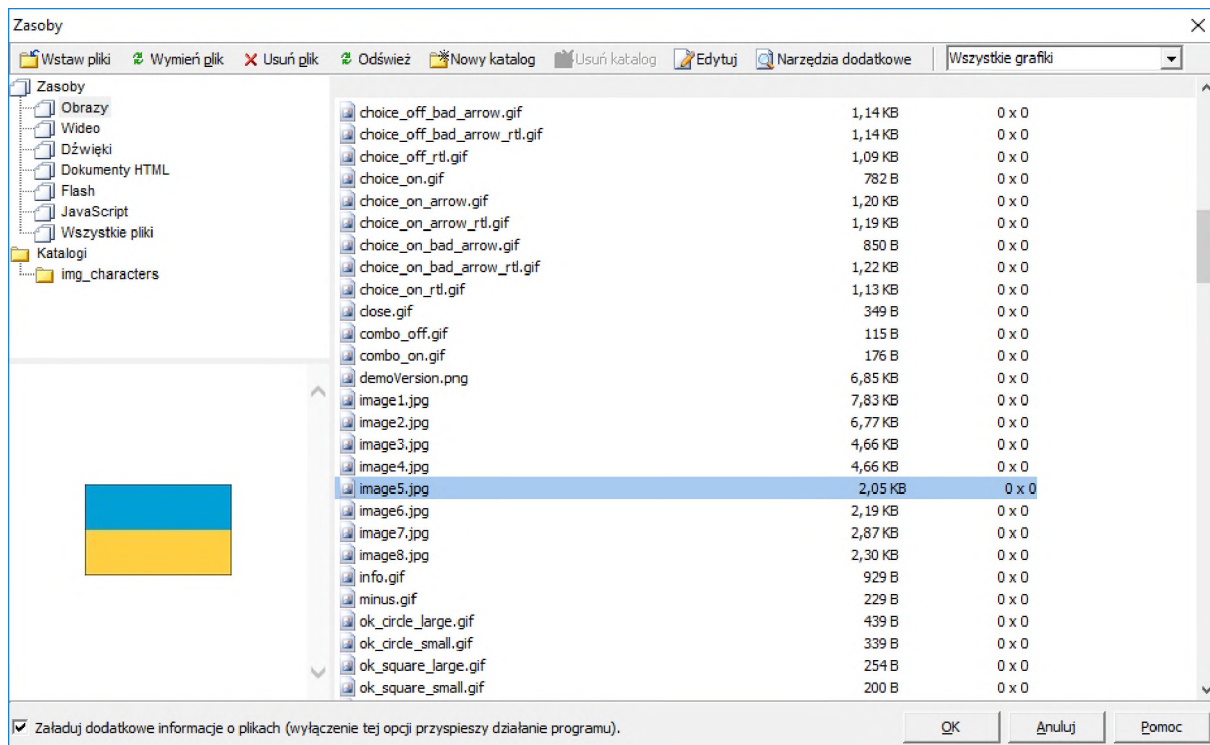 Zasoby
Wstaw pliki Wymień plik Usuń plik Odśwież Nowy katalog Usuń katalog Edytuj Narzędzia dodatkowe Wszystkie grafiki
Zasoby
Obrazy
Wideo
Dźwięki
Dokumenty HTML
Flash
JavaScript
Wszystkie pliki
Katalogi
img_characters
choice_off_bad_arrow.gif 1,14 KB 0 x 0
choice_off_bad_arrow_rtl.gif 1,14 KB 0 x 0
choice_off_rtl.gif 1,09 KB 0 x 0
choice_on.gif 782 B 0 x 0
choice_on_arrow.gif 1,20 KB 0 x 0
choice_on_arrow_rtl.gif 1,19 KB 0 x 0
choice_on_bad_arrow.gif 850 B 0 x 0
choice_on_bad_arrow_rtl.gif 1,22 KB 0 x 0
choice_on_rtl.gif 1,13 KB 0 x 0
close.gif 349 B 0 x 0
combo_off.gif 115 B 0 x 0
combo_on.gif 176 B 0 x 0
demoVersion.png 6,85 KB 0 x 0
image1.jpg 7,83 KB 0 x 0
image2.jpg 6,77 KB 0 x 0
image3.jpg 4,66 KB 0 x 0
image4.jpg 4,66 KB 0 x 0
image5.jpg 2,05 KB 0 x 0
image6.jpg 2,19 KB 0 x 0
image7.jpg 2,87 KB 0 x 0
image8.jpg 2,30 KB 0 x 0
info.gif 929 B 0 x 0
minus.gif 229 B 0 x 0
ok_circle_large.gif 439 B 0 x 0
ok_circle_small.gif 339 B 0 x 0
ok_square_large.gif 254 B 0 x 0
ok_square_small.gif 200 B 0 x 0
Załaduj dodatkowe informacje o plikach (wyłączenie tej opcji przyspieszy działanie programu).
OK Anuluj Pomoc